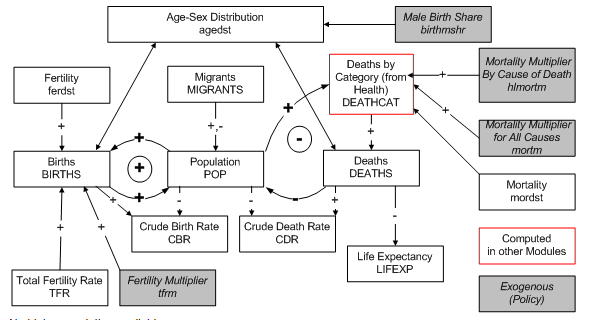 Age-Sex Distribution
agedst
Male Birth Share
birthmshr
Fertility
ferdst
Migrants
MIGRANTS
Deaths by
Category (from
Health)
DEATHCAT
Mortality Multiplier
By Cause of Death
hlmortm
Mortality Multiplier
for All Causes
mortm
+
+
+
+,-
+
-
+
+
+
Births
BIRTHS
Population
POP
Deaths
DEATHS
Mortality
mordst
+
+
-
-
-
+
-
Crude Birth Rate
CBR
Crude Death Rate
CDR
Computed
in other Modules
+
+
Life Expectancy
LIFEXP
Total Fertility Rate
TFR
Fertility Multiplier
tfrm
Exogenous
(Policy)